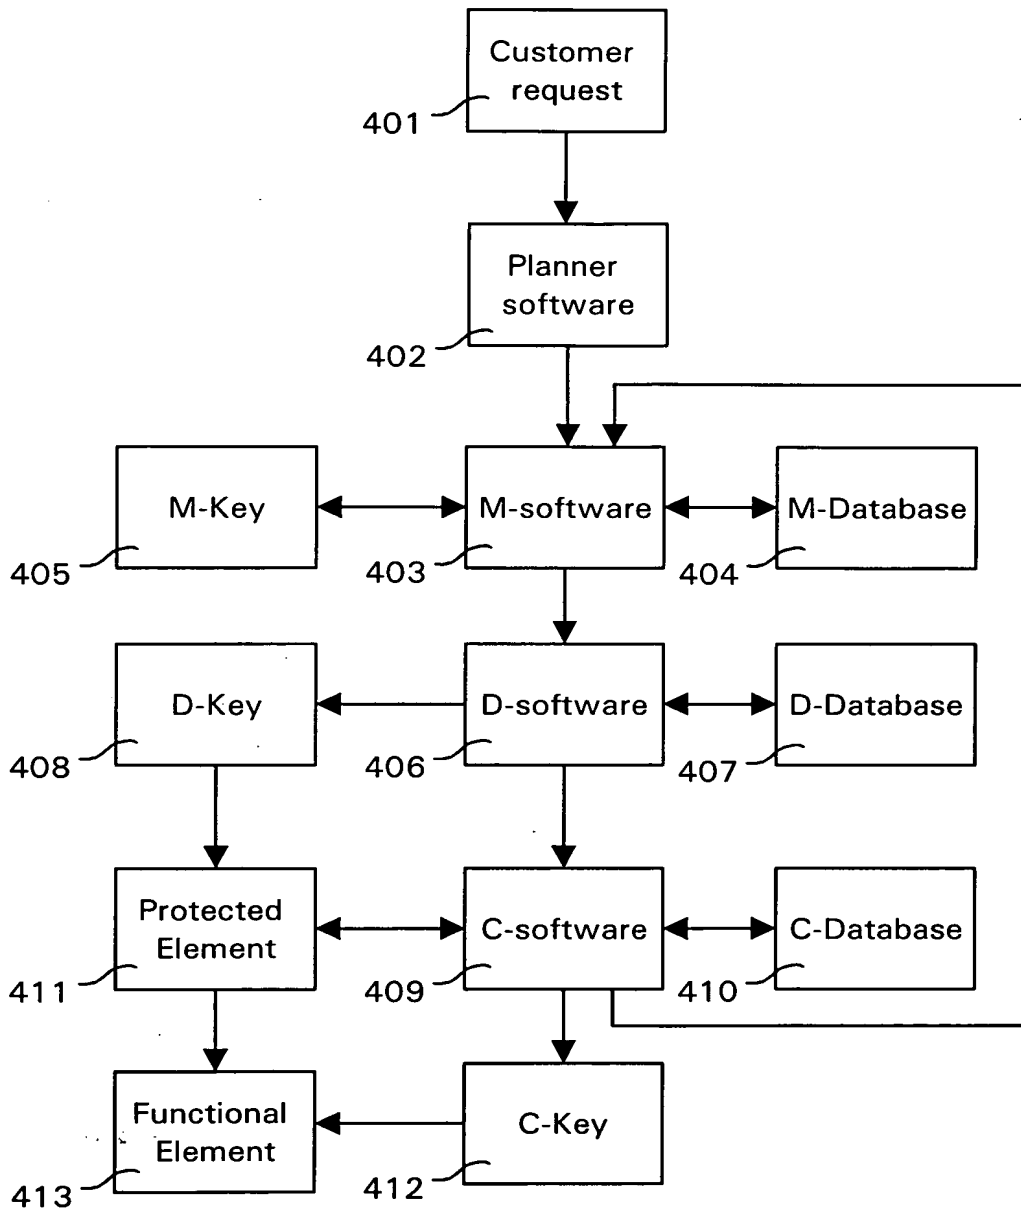 Customer
request
401
Planner
software
402
M-Key
M-software
M-Database
405
403
404
D-Key
D-software
D-Database
408
406
407
Protected
Element
C-software
C-Database
411
409
410
Functional
Element
C-Key
413
412